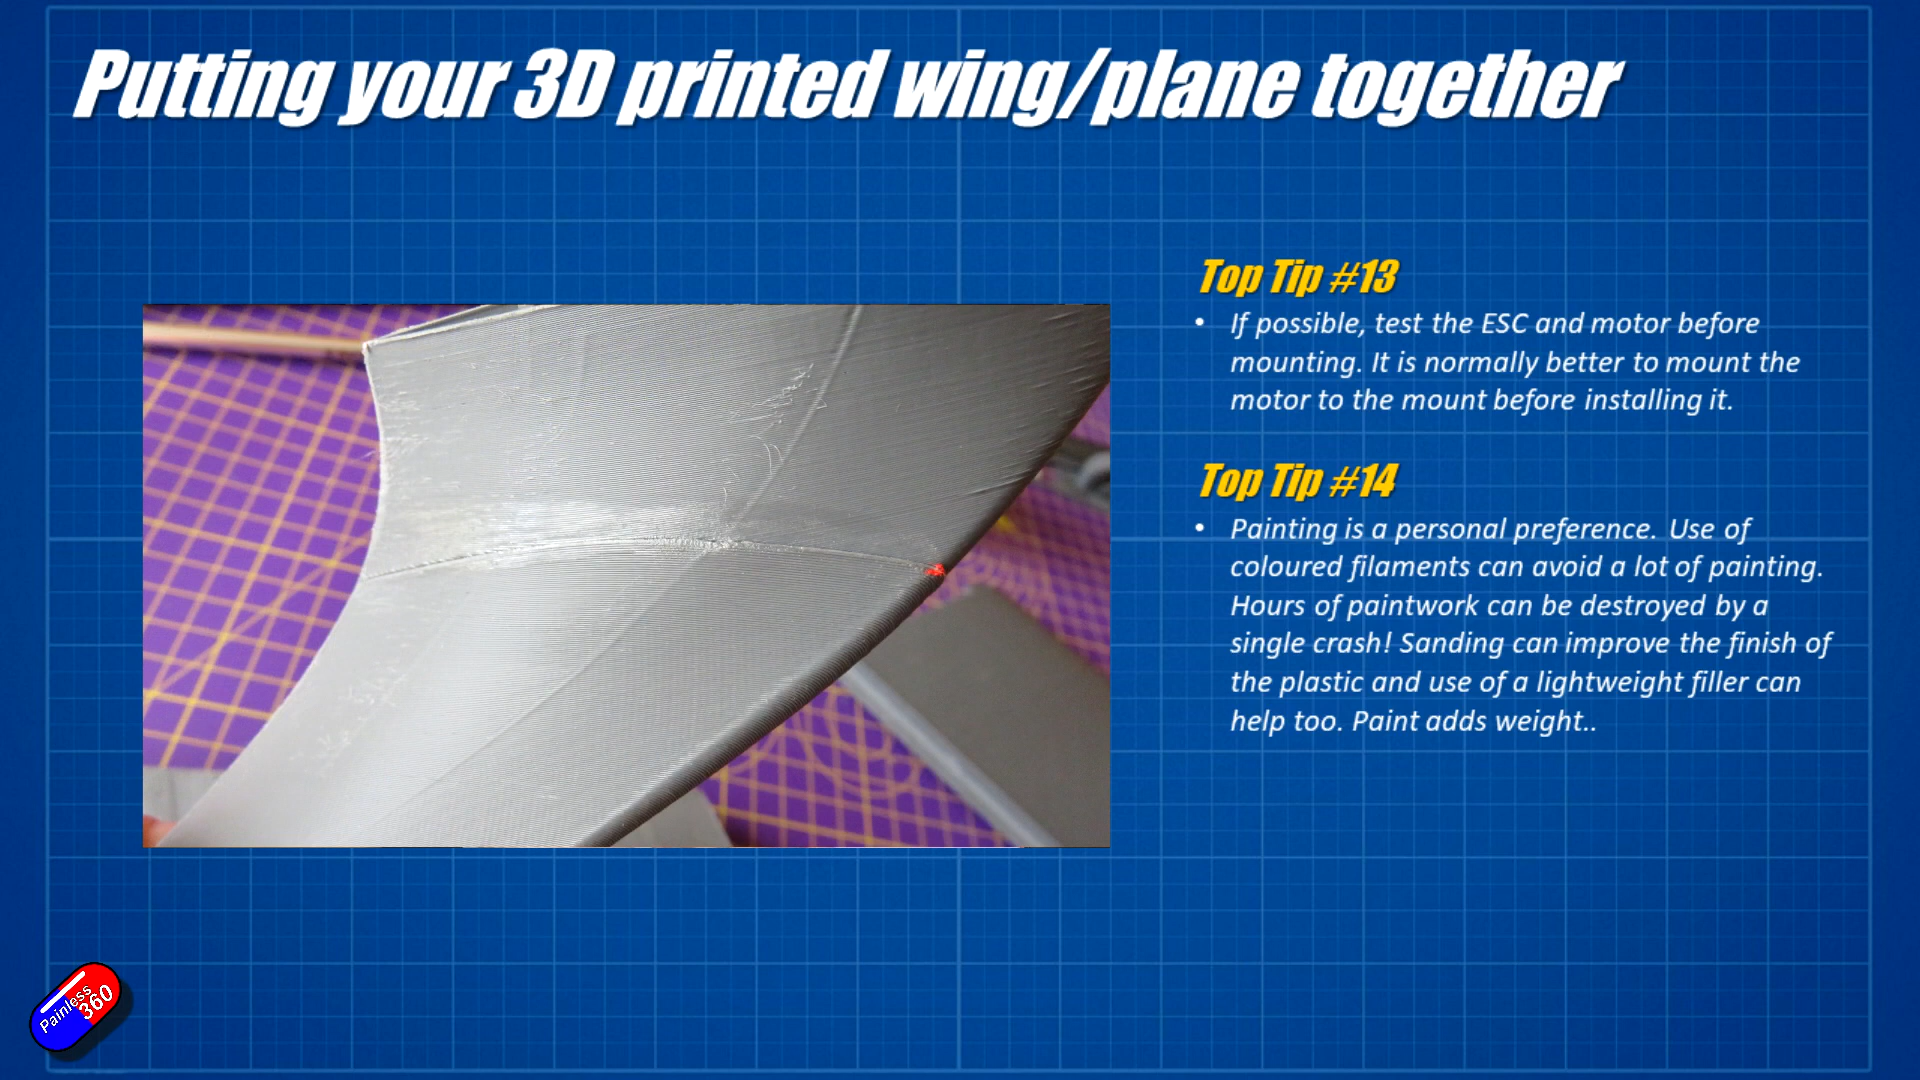 Putting your 3D printed wing/plane together
Top Tip #13
• If possible, test the ESC and motor before
mounting. It is normally better to mount the
motor to the mount before installing it.
Top Tip #14
• Painting is a personal preference. Use of
coloured filaments can avoid a lot of painting.
Hours of paintwork can be destroyed by a
single crash! Sanding can improve the finish of
the plastic and use of a lightweight filler can
help too. Paint adds weight..
Painless
360